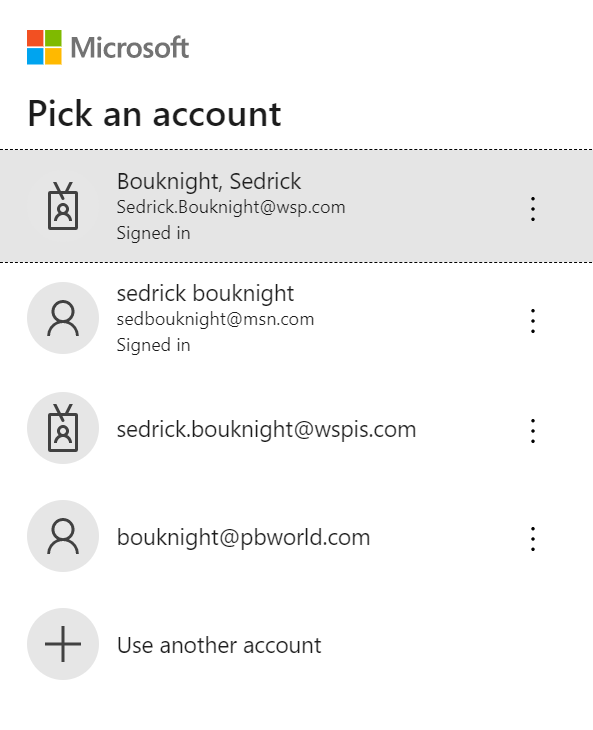 Microsoft
Pick an account
Bouknight, Sedrick
Sedrick.Bouknight@wsp.com
Signed in
sedrick bouknight
sedbouknight@msn.com
Signed in
sedrick.bouknight@wspis.com
bouknight@pbworld.com
Use another account